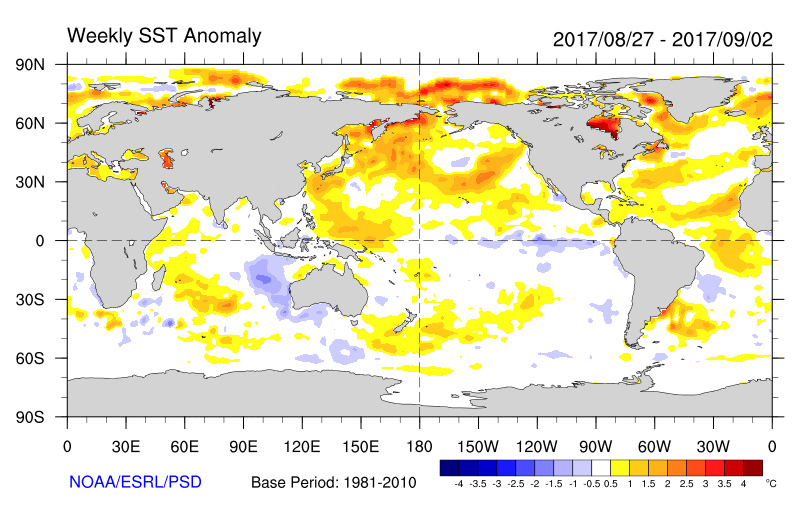 Weekly SST Anomaly
2017/08/27 - 2017/09/02
90N
60N
30N
0
30S
60S
90S
0 30E 60E 90E 120E 150E 180 150W 120W 90W 60W 30W 0
NOAA/ESRL/PSD
Base Period: 1981-2010
-4 -3.5 -3 -2.5 -2 -1.5 -1 -0.5 0.5 1 1.5 2 2.5 3 3.5 4 °C